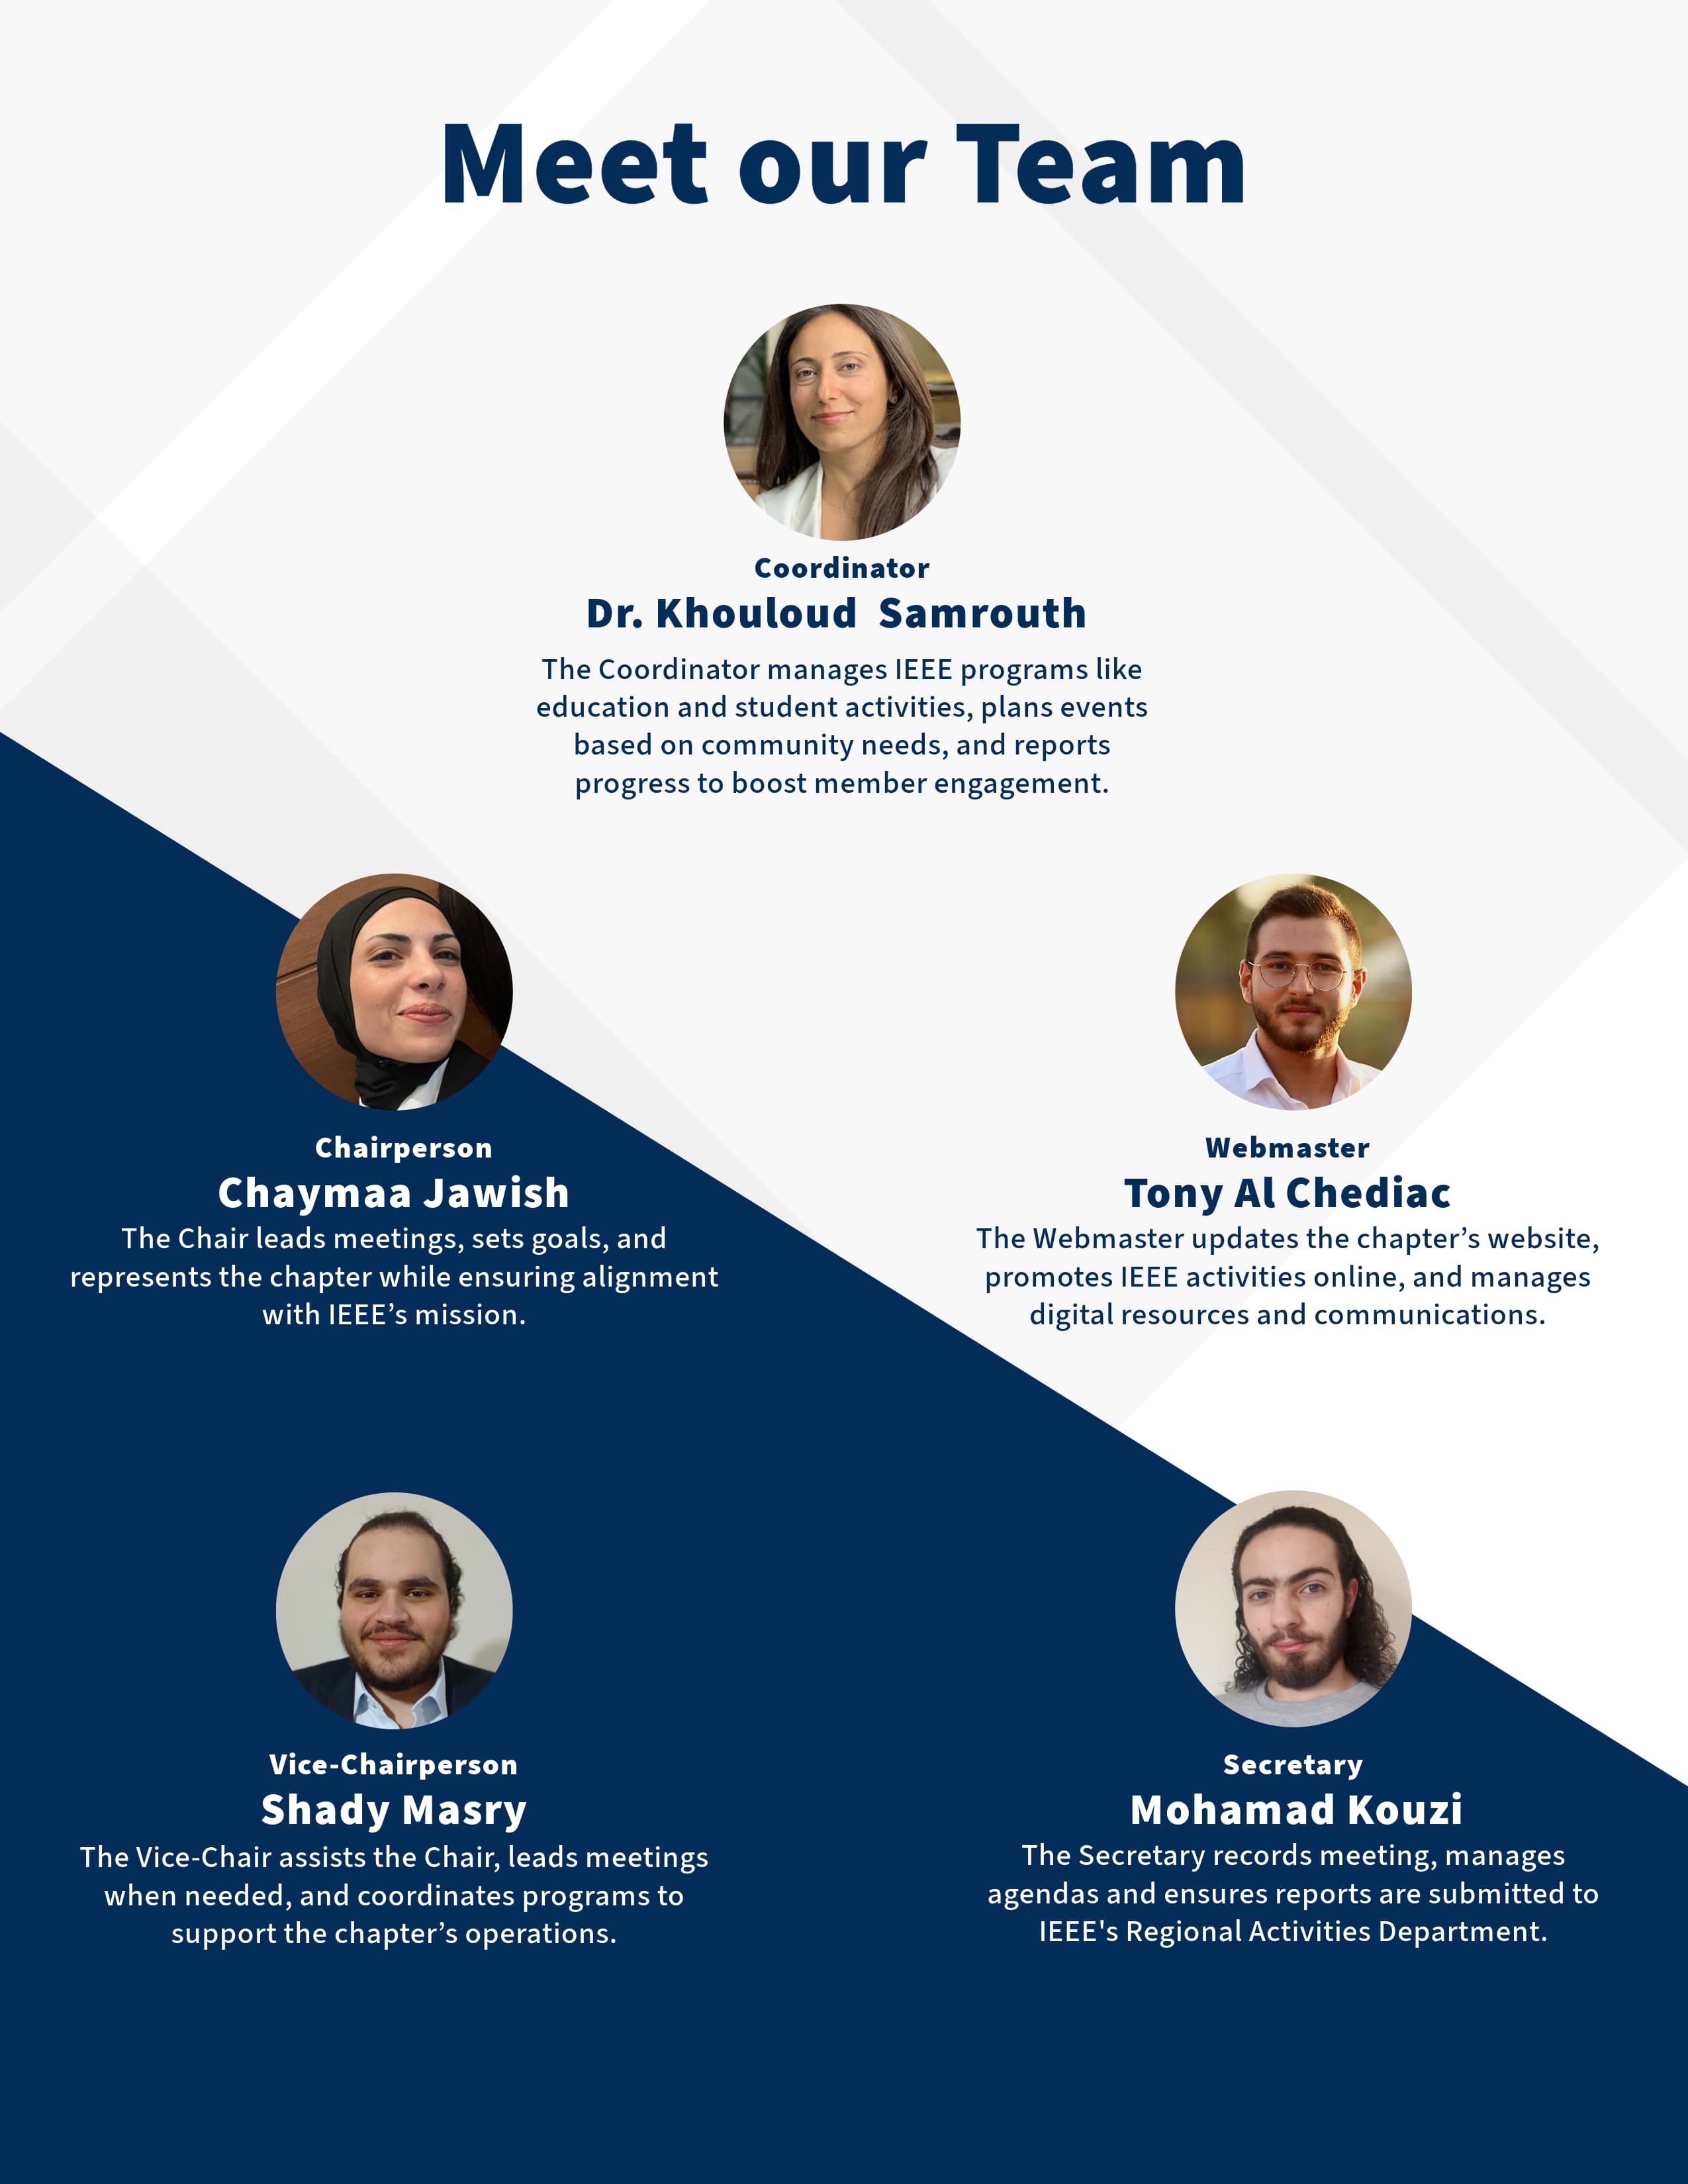 Meet our Team
Coordinator
Dr. Khouloud  Samrouth
The Coordinator manages IEEE programs like
education and student activities, plans events
based on community needs, and reports
progress to boost member engagement.
Chairperson
Chaymaa Jawish
The Chair leads meetings, sets goals, and
represents the chapter while ensuring alignment
with IEEE’s mission.
Webmaster
Tony Al Chediac
The Webmaster updates the chapter’s website,
promotes IEEE activities online, and manages
digital resources and communications.
Vice-Chairperson
Shady Masry
The Vice-Chair assists the Chair, leads meetings
when needed, and coordinates programs to
support the chapter’s operations.
Secretary
Mohamad Kouzi
The Secretary records meeting, manages
agendas and ensures reports are submitted to
IEEE's Regional Activities Department.